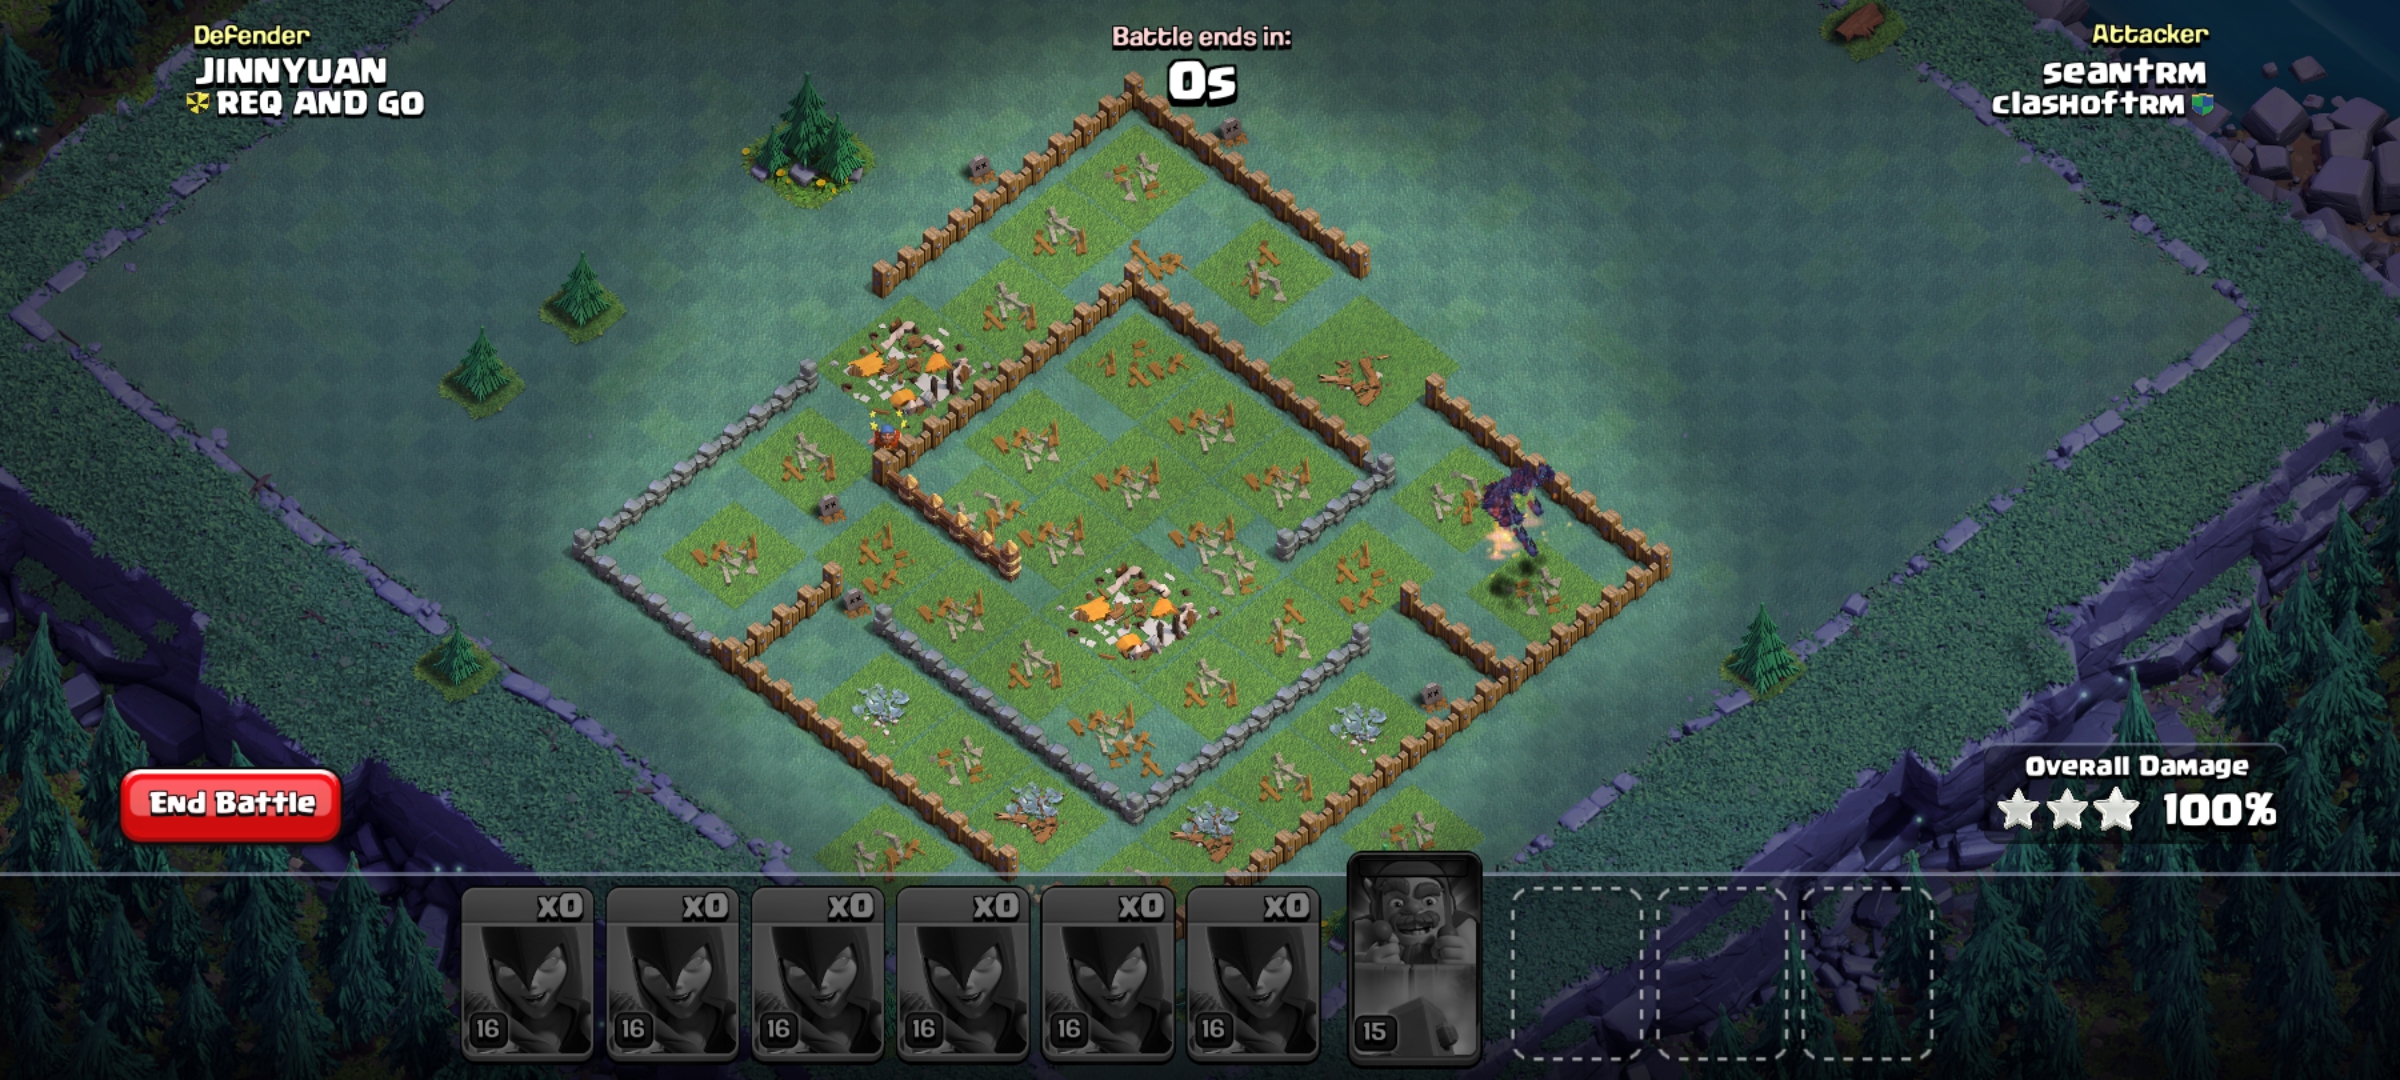 Defender
JINNYUAN
REQ AND GO
Battle ends in:
0s
Attacker
seantRM
clashoftRM
End Battle
Overall Damage
100%
x0
x0
x0
x0
x0
x0
16
16
16
16
16
16
15